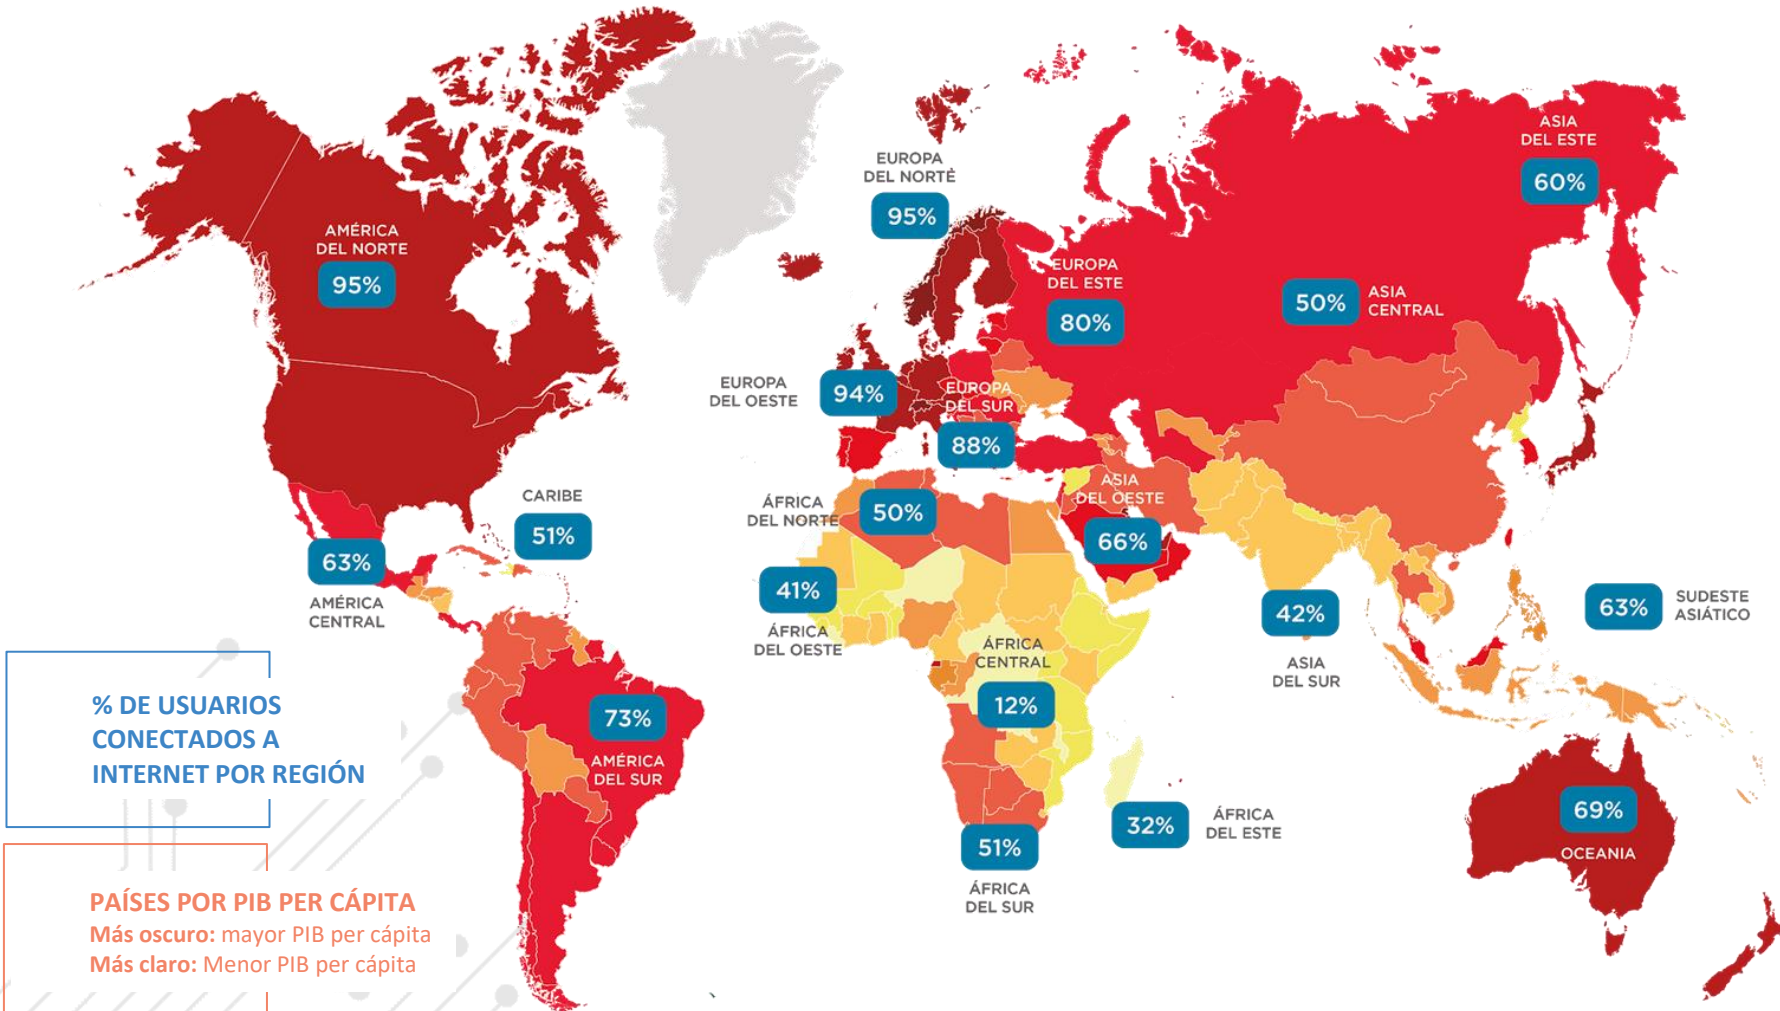 AMÉRICA
DEL NORTE
95%
EUROPA
DEL NORTE
95%
ASIA
DEL ESTE
60%
EUROPA
DEL ESTE
80%
50%
ASIA
CENTRAL
EUROPA
DEL OESTE
94%
EUROPA
DEL SUR
88%
CARIBE
51%
63%
AMÉRICA
CENTRAL
ÁFRICA
DEL NORTE
50%
ASIA
DEL OESTE
66%
41%
ÁFRICA
DEL OESTE
42%
ASIA
DEL SUR
63%
SUDESTE
ASIÁTICO
ÁFRICA
CENTRAL
12%
73%
AMÉRICA
DEL SUR
32%
ÁFRICA
DEL ESTE
51%
ÁFRICA
DEL SUR
69%
OCEANIA
% DE USUARIOS
CONECTADOS A
INTERNET POR REGIÓN
PAÍSES POR PIB PER CÁPITA
Más oscuro: mayor PIB per cápita
Más claro: Menor PIB per cápita